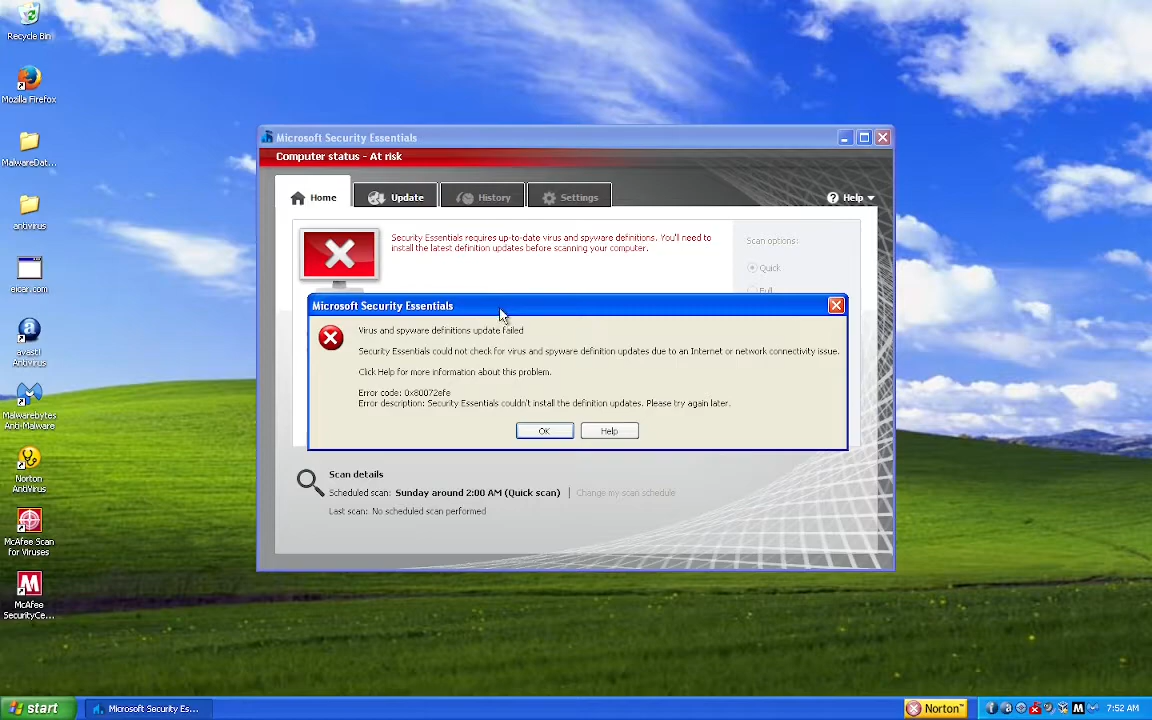 Recycle Bin
Mozilla Firefox
MalwareDat...
antivirus
eicar.com
avast!
AntiVirus
Malwarebytes
Anti-Malware
Norton
AntiVirus
McAfee Scan
for Viruses
McAfee
SecurityCe...
Microsoft Security Essentials
Computer status - At risk
Home
Update
History
Settings
Help
Security Essentials requires up-to-date virus and spyware definitions. You'll need to
install the latest definition updates before scanning your computer.
Scan options:
Quick
Full
Microsoft Security Essentials
Virus and spyware definitions update failed
Security Essentials could not check for virus and spyware definition updates due to an Internet or network connectivity issue.
Click Help for more information about this problem.
Error code: 0x80072efe
Error description: Security Essentials couldn't install the definition updates. Please try again later.
OK
Help
Scan details
Scheduled scan: Sunday around 2:00 AM (Quick scan) | Change my scan schedule
Last scan: No scheduled scan performed
start
Microsoft Security Es...
Norton™
7:52 AM